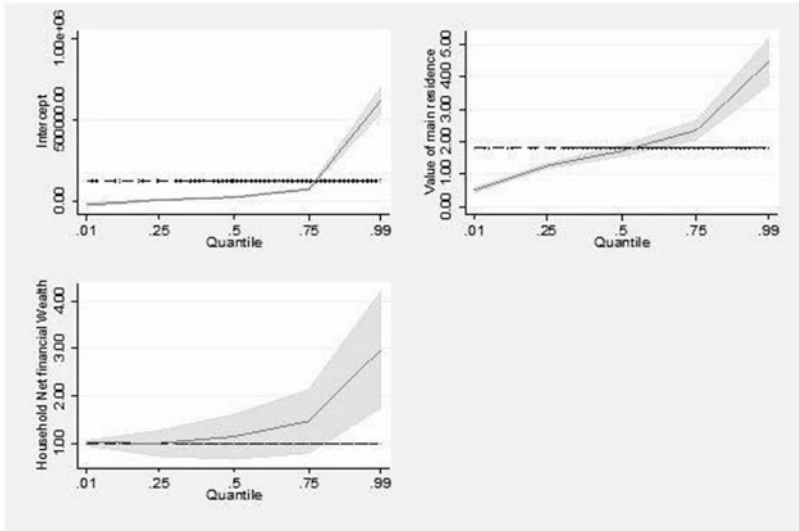 Intercept
1.00e+06
500000.00
0.00
.01 .25 .5 .75 .99
Quantile
Value of main residence
5.00
4.00
3.00
2.00
1.00
0.00
.01 .25 .5 .75 .99
Quantile
Household Net financial Wealth
4.00
3.00
2.00
1.00
.01 .25 .5 .75 .99
Quantile